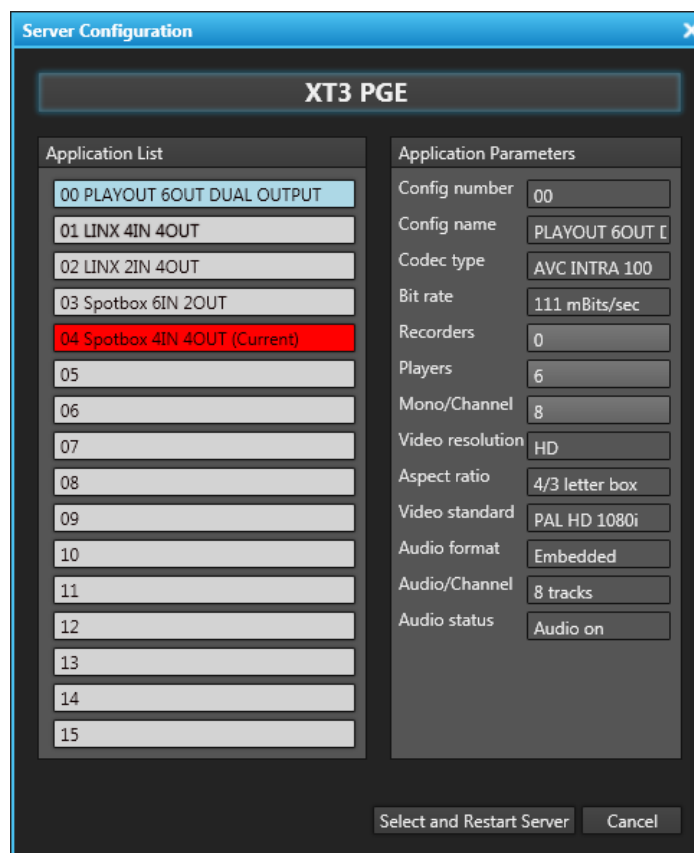 Server Configuration
XT3 PGE
Application List
00 PLAYOUT 6OUT DUAL OUTPUT
01 LINX 4IN 4OUT
02 LINX 2IN 4OUT
03 Spotbox 6IN 2OUT
04 Spotbox 4IN 4OUT (Current)
05
06
07
08
09
10
11
12
13
14
15
Application Parameters
Config number 00
Config name PLAYOUT 6OUT D
Codec type AVC INTRA 100
Bit rate 111 mBits/sec
Recorders 0
Players 6
Mono/Channel 8
Video resolution HD
Aspect ratio 4/3 letter box
Video standard PAL HD 1080i
Audio format Embedded
Audio/Channel 8 tracks
Audio status Audio on
Select and Restart Server Cancel